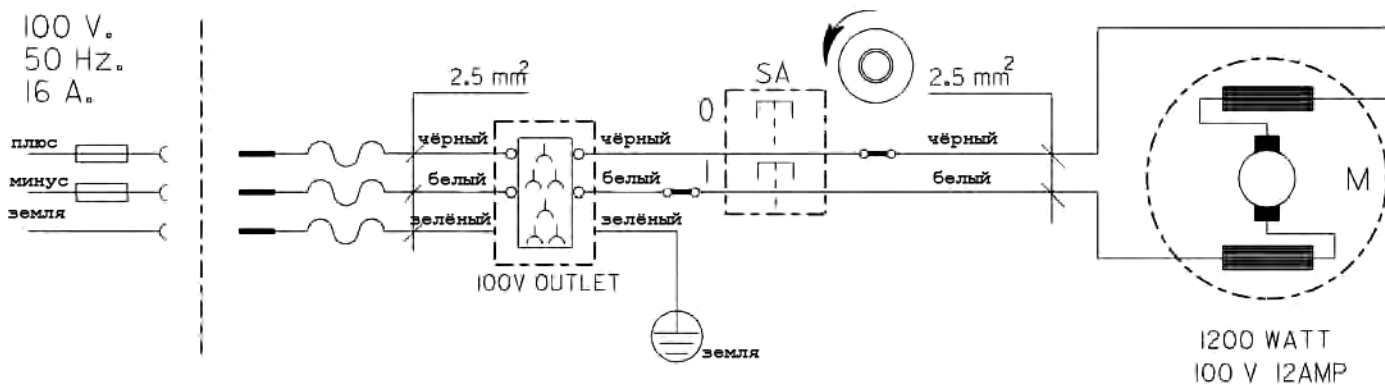 100 V.
50 Hz.
16 A.
плюс
минус
земля
2.5 mm²
чёрный
белый
зелёный
100V OUTLET
чёрный
белый
зелёный
земля
SA
0
I
2.5 mm²
чёрный
белый
M
1200 WATT
100 V 12AMP